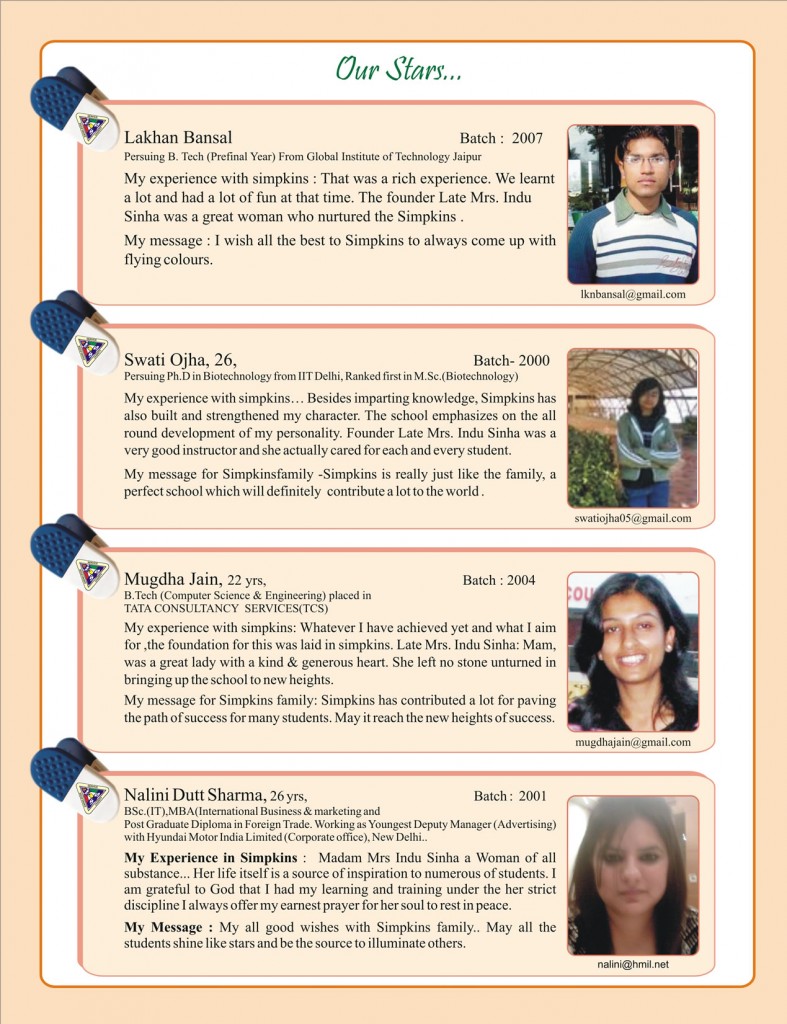 Our Stars...
Lakhan Bansal Batch : 2007
Persuing B. Tech (Prefinal Year) From Global Institute of Technology Jaipur
My experience with simpkins : That was a rich experience. We learnt
a lot and had a lot of fun at that time. The founder Late Mrs. Indu
Sinha was a great woman who nurtured the Simpkins .
My message : I wish all the best to Simpkins to always come up with
flying colours.
lknbansal@gmail.com
Swati Ojha, 26, Batch- 2000
Persuing Ph.D in Biotechnology from IIT Delhi, Ranked first in M.Sc.(Biotechnology)
My experience with simpkins… Besides imparting knowledge, Simpkins has
also built and strengthened my character. The school emphasizes on the all
round development of my personality. Founder Late Mrs. Indu Sinha was a
very good instructor and she actually cared for each and every student.
My message for Simpkinsfamily -Simpkins is really just like the family, a
perfect school which will definitely contribute a lot to the world .
swatiojha05@gmail.com
Mugdha Jain, 22 yrs, Batch : 2004
B.Tech (Computer Science & Engineering) placed in
TATA CONSULTANCY SERVICES(TCS)
My experience with simpkins: Whatever I have achieved yet and what I aim
for ,the foundation for this was laid in simpkins. Late Mrs. Indu Sinha: Mam,
was a great lady with a kind & generous heart. She left no stone unturned in
bringing up the school to new heights.
My message for Simpkins family: Simpkins has contributed a lot for paving
the path of success for many students. May it reach the new heights of success.
mugdhajain@gmail.com
Nalini Dutt Sharma, 26 yrs, Batch : 2001
BSc.(IT),MBA(International Business & marketing and
Post Graduate Diploma in Foreign Trade. Working as Youngest Deputy Manager (Advertising)
with Hyundai Motor India Limited (Corporate office), New Delhi..
My Experience in Simpkins : Madam Mrs Indu Sinha a Woman of all
substance... Her life itself is a source of inspiration to numerous of students. I
am grateful to God that I had my learning and training under the her strict
discipline I always offer my earnest prayer for her soul to rest in peace.
My Message : My all good wishes with Simpkins family.. May all the
students shine like stars and be the source to illuminate others.
nalini@hmil.net